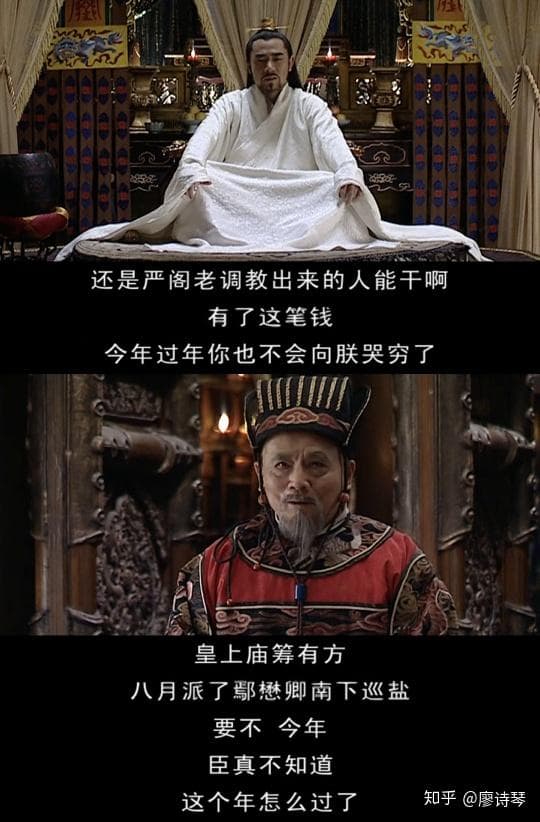 还是严阁老调教出来的人能干啊
有了这笔钱
今年过年你也不会向朕哭穷了
皇上庙筹有方
八月派了鄢懋卿南下巡盐
要不 今年
臣真不知道
这个年怎么过了
知乎 @廖诗琴